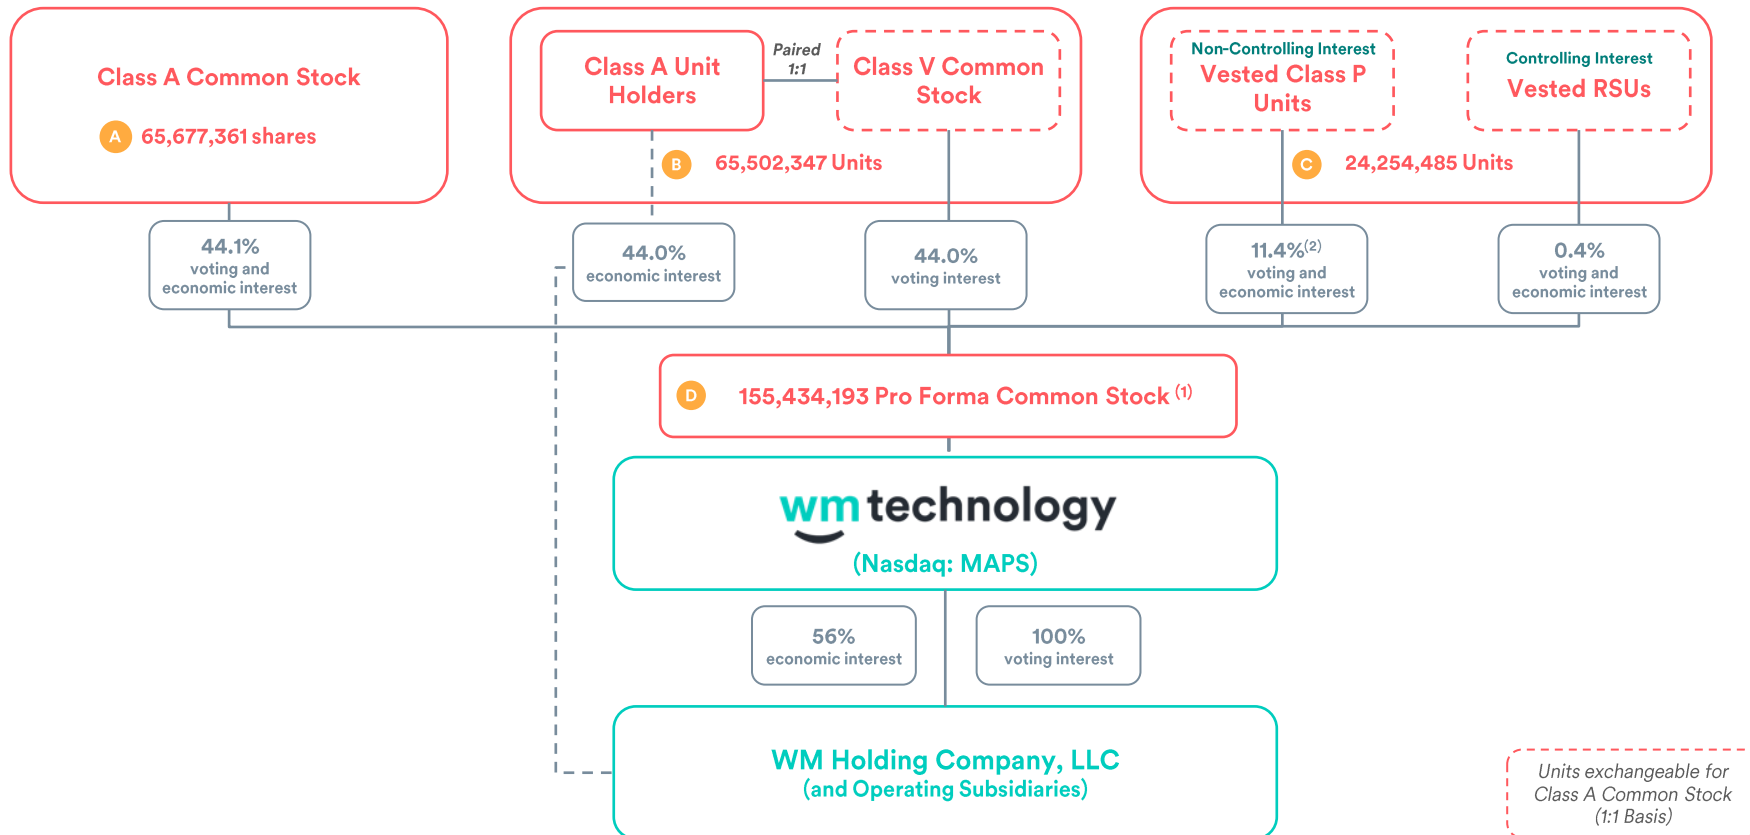 Class A Common Stock
A 65,677,361 shares
Class A Unit
Holders
Paired
1:1
Class V Common
Stock
B 65,502,347 Units
Non-Controlling Interest
Vested Class P
Units
Controlling Interest
Vested RSUs
C 24,254,485 Units
44.1%
voting and
economic interest
44.0%
economic interest
44.0%
voting interest
11.4%(2)
voting and
economic interest
0.4%
voting and
economic interest
D 155,434,193 Pro Forma Common Stock (1)
wm technology
(Nasdaq: MAPS)
56%
economic interest
100%
voting interest
WM Holding Company, LLC
(and Operating Subsidiaries)
Units exchangeable for
Class A Common Stock
(1:1 Basis)